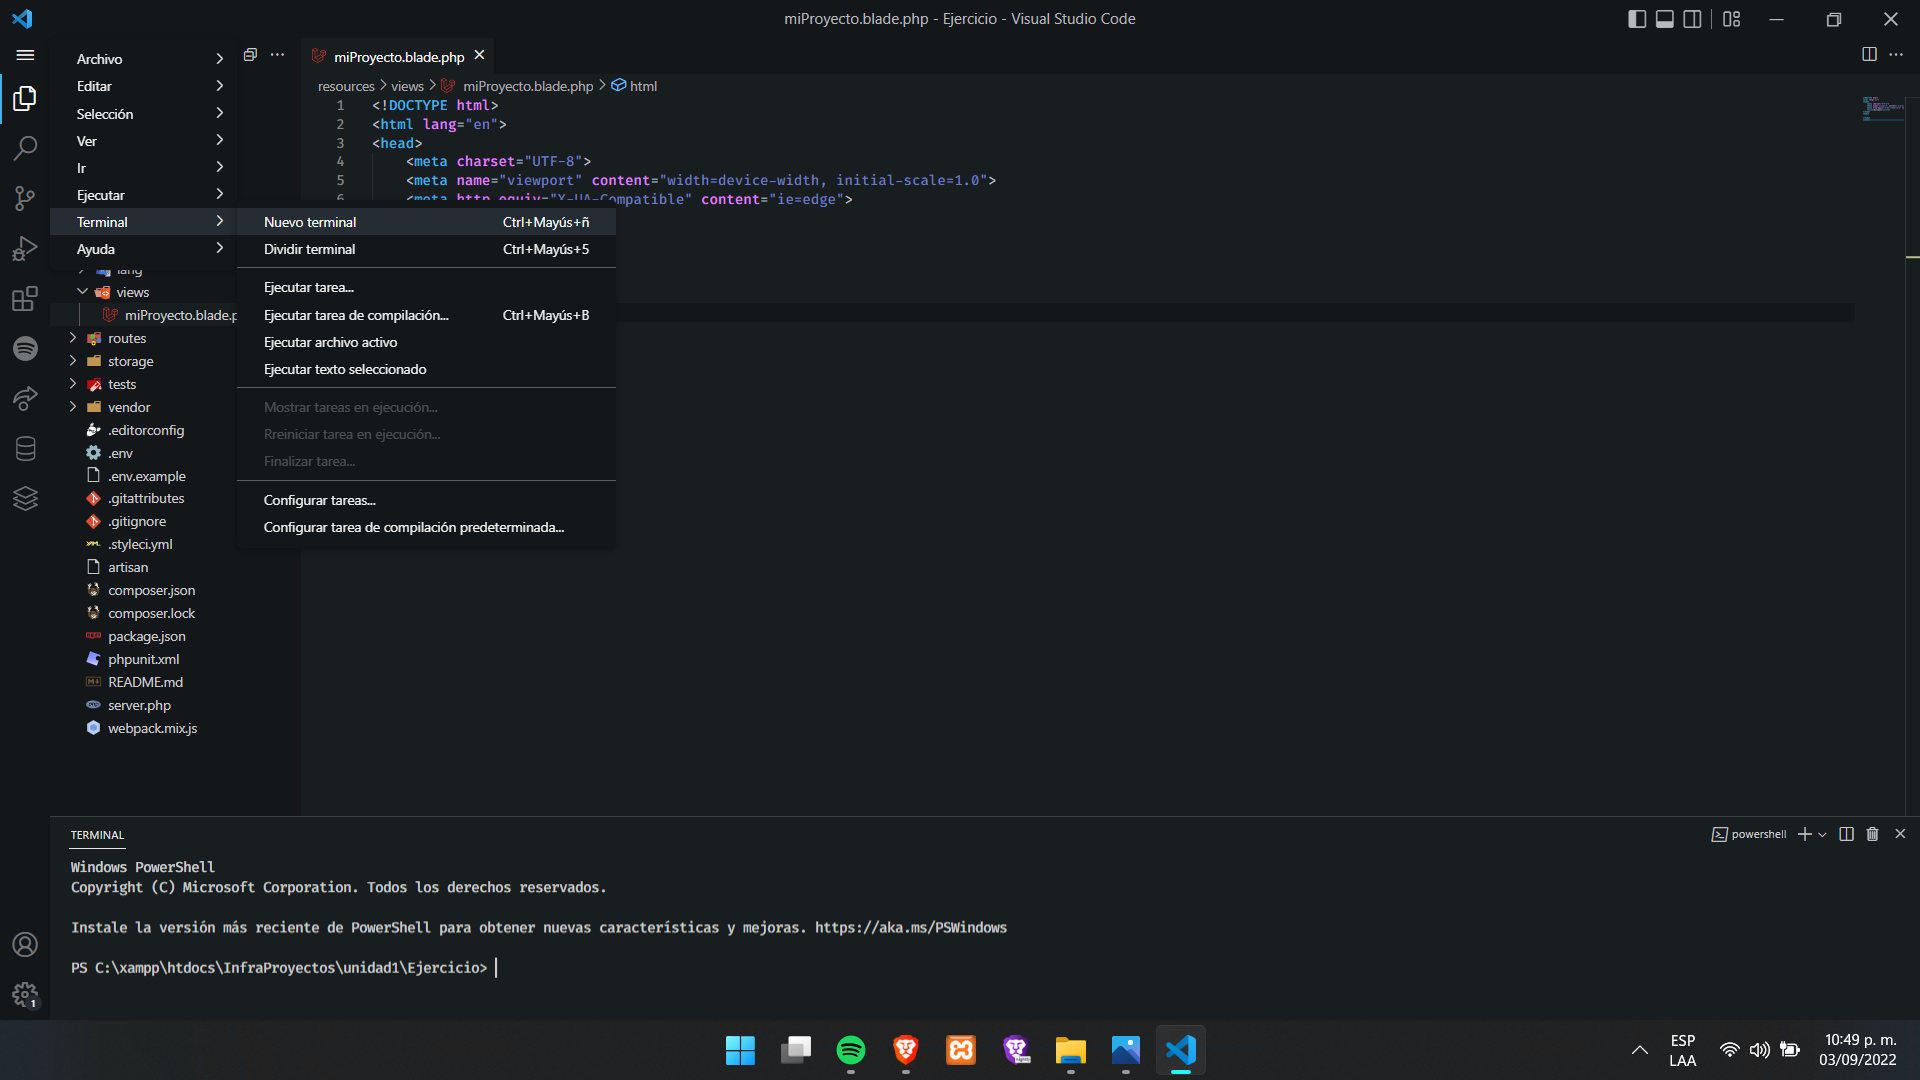 miProyecto.blade.php - Ejercicio - Visual Studio Code
Archivo
Editar
Selección
Ver
Ir
Ejecutar
Terminal
Ayuda
miProyecto.blade.php
resources > views > miProyecto.blade.php > html
1 <!DOCTYPE html>
2 <html lang="en">
3 <head>
4 <meta charset="UTF-8">
5 <meta name="viewport" content="width=device-width, initial-scale=1.0">
6 <meta http-equiv="X-UA-Compatible" content="ie=edge">
Nuevo terminal Ctrl+Mayús+ñ
Dividir terminal Ctrl+Mayús+5
Ejecutar tarea...
Ejecutar tarea de compilación... Ctrl+Mayús+B
Ejecutar archivo activo
Ejecutar texto seleccionado
Mostrar tareas en ejecución...
Rreiniciar tarea en ejecución...
Finalizar tarea...
Configurar tareas...
Configurar tarea de compilación predeterminada...
lang
views
miProyecto.blade.p
routes
storage
tests
vendor
.editorconfig
.env
.env.example
.gitattributes
.gitignore
.styleci.yml
artisan
composer.json
composer.lock
package.json
phpunit.xml
README.md
server.php
webpack.mix.js
TERMINAL
powershell
Windows PowerShell
Copyright (C) Microsoft Corporation. Todos los derechos reservados.
Instale la versión más reciente de PowerShell para obtener nuevas características y mejoras. https://aka.ms/PSWindows
PS C:\xampp\htdocs\InfraProyectos\unidad1\Ejercicio>
1
ESP
LAA
10:49 p. m.
03/09/2022